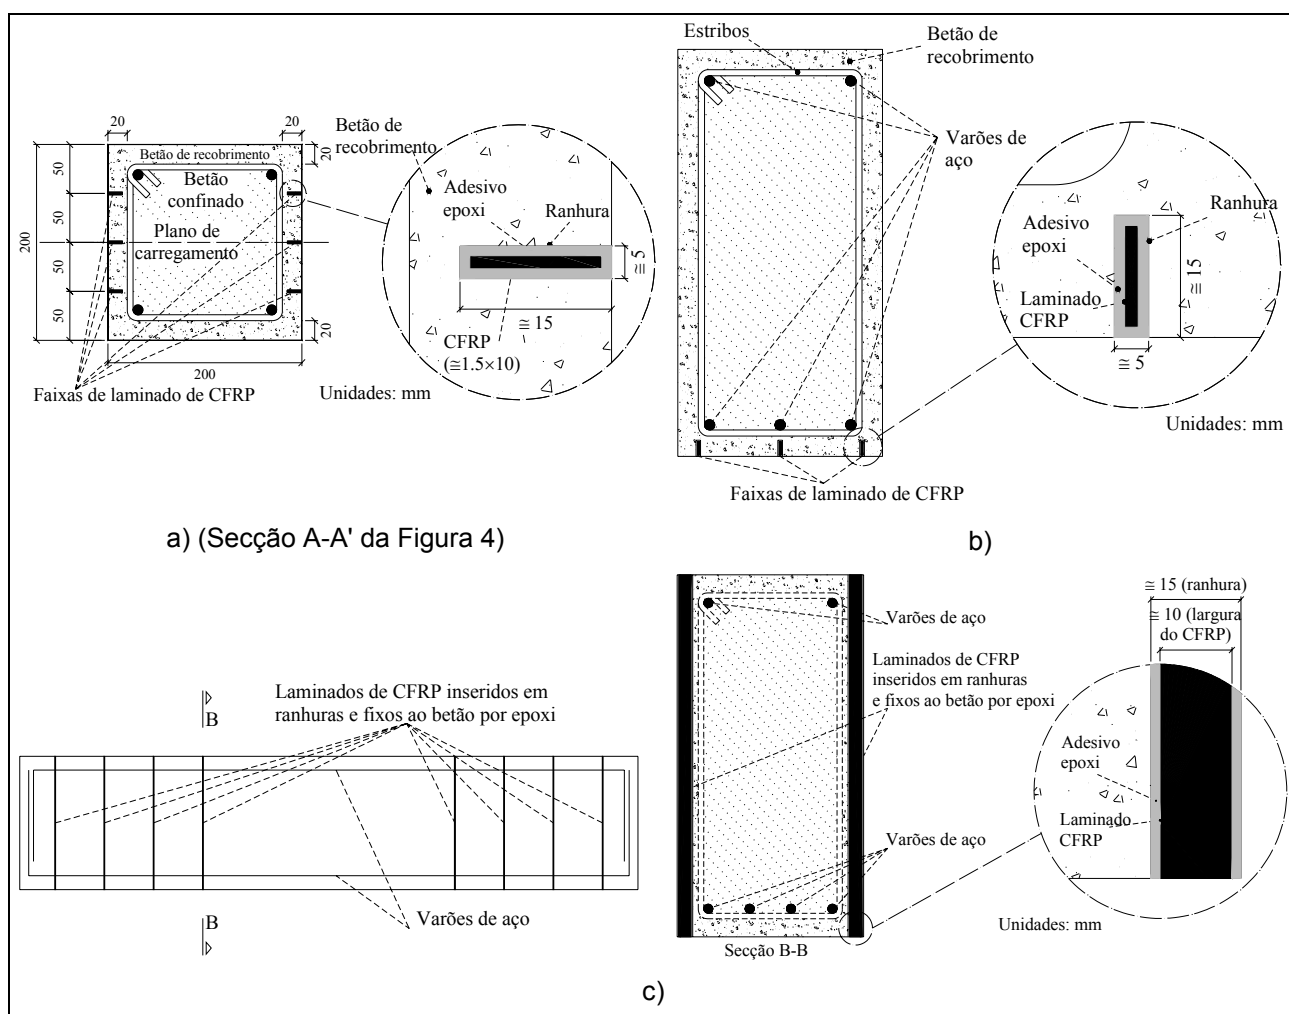 20
20
Betão de recobrimento
20
50
50
50
50
200
Betão
confinado
Plano de
carregamento
20
200
Faixas de laminado de CFRP
Betão de
recobrimento
Adesivo
epoxi
Ranhura
≅ 5
≅ 15
CFRP
(≅1.5×10)
Unidades: mm
a) (Secção A-A' da Figura 4)
Estribos
Betão de
recobrimento
Varões de
aço
Adesivo
epoxi
Ranhura
≅ 15
Laminado
CFRP
≅ 5
Unidades: mm
Faixas de laminado de CFRP
b)
B
Laminados de CFRP inseridos em
ranhuras e fixos ao betão por epoxi
B
Varões de aço
Varões de aço
Laminados de CFRP
inseridos em ranhuras
e fixos ao betão por epoxi
Varões de aço
Secção B-B
≅ 15 (ranhura)
≅ 10 (largura
do CFRP)
Adesivo
epoxi
Laminado
CFRP
Unidades: mm
c)